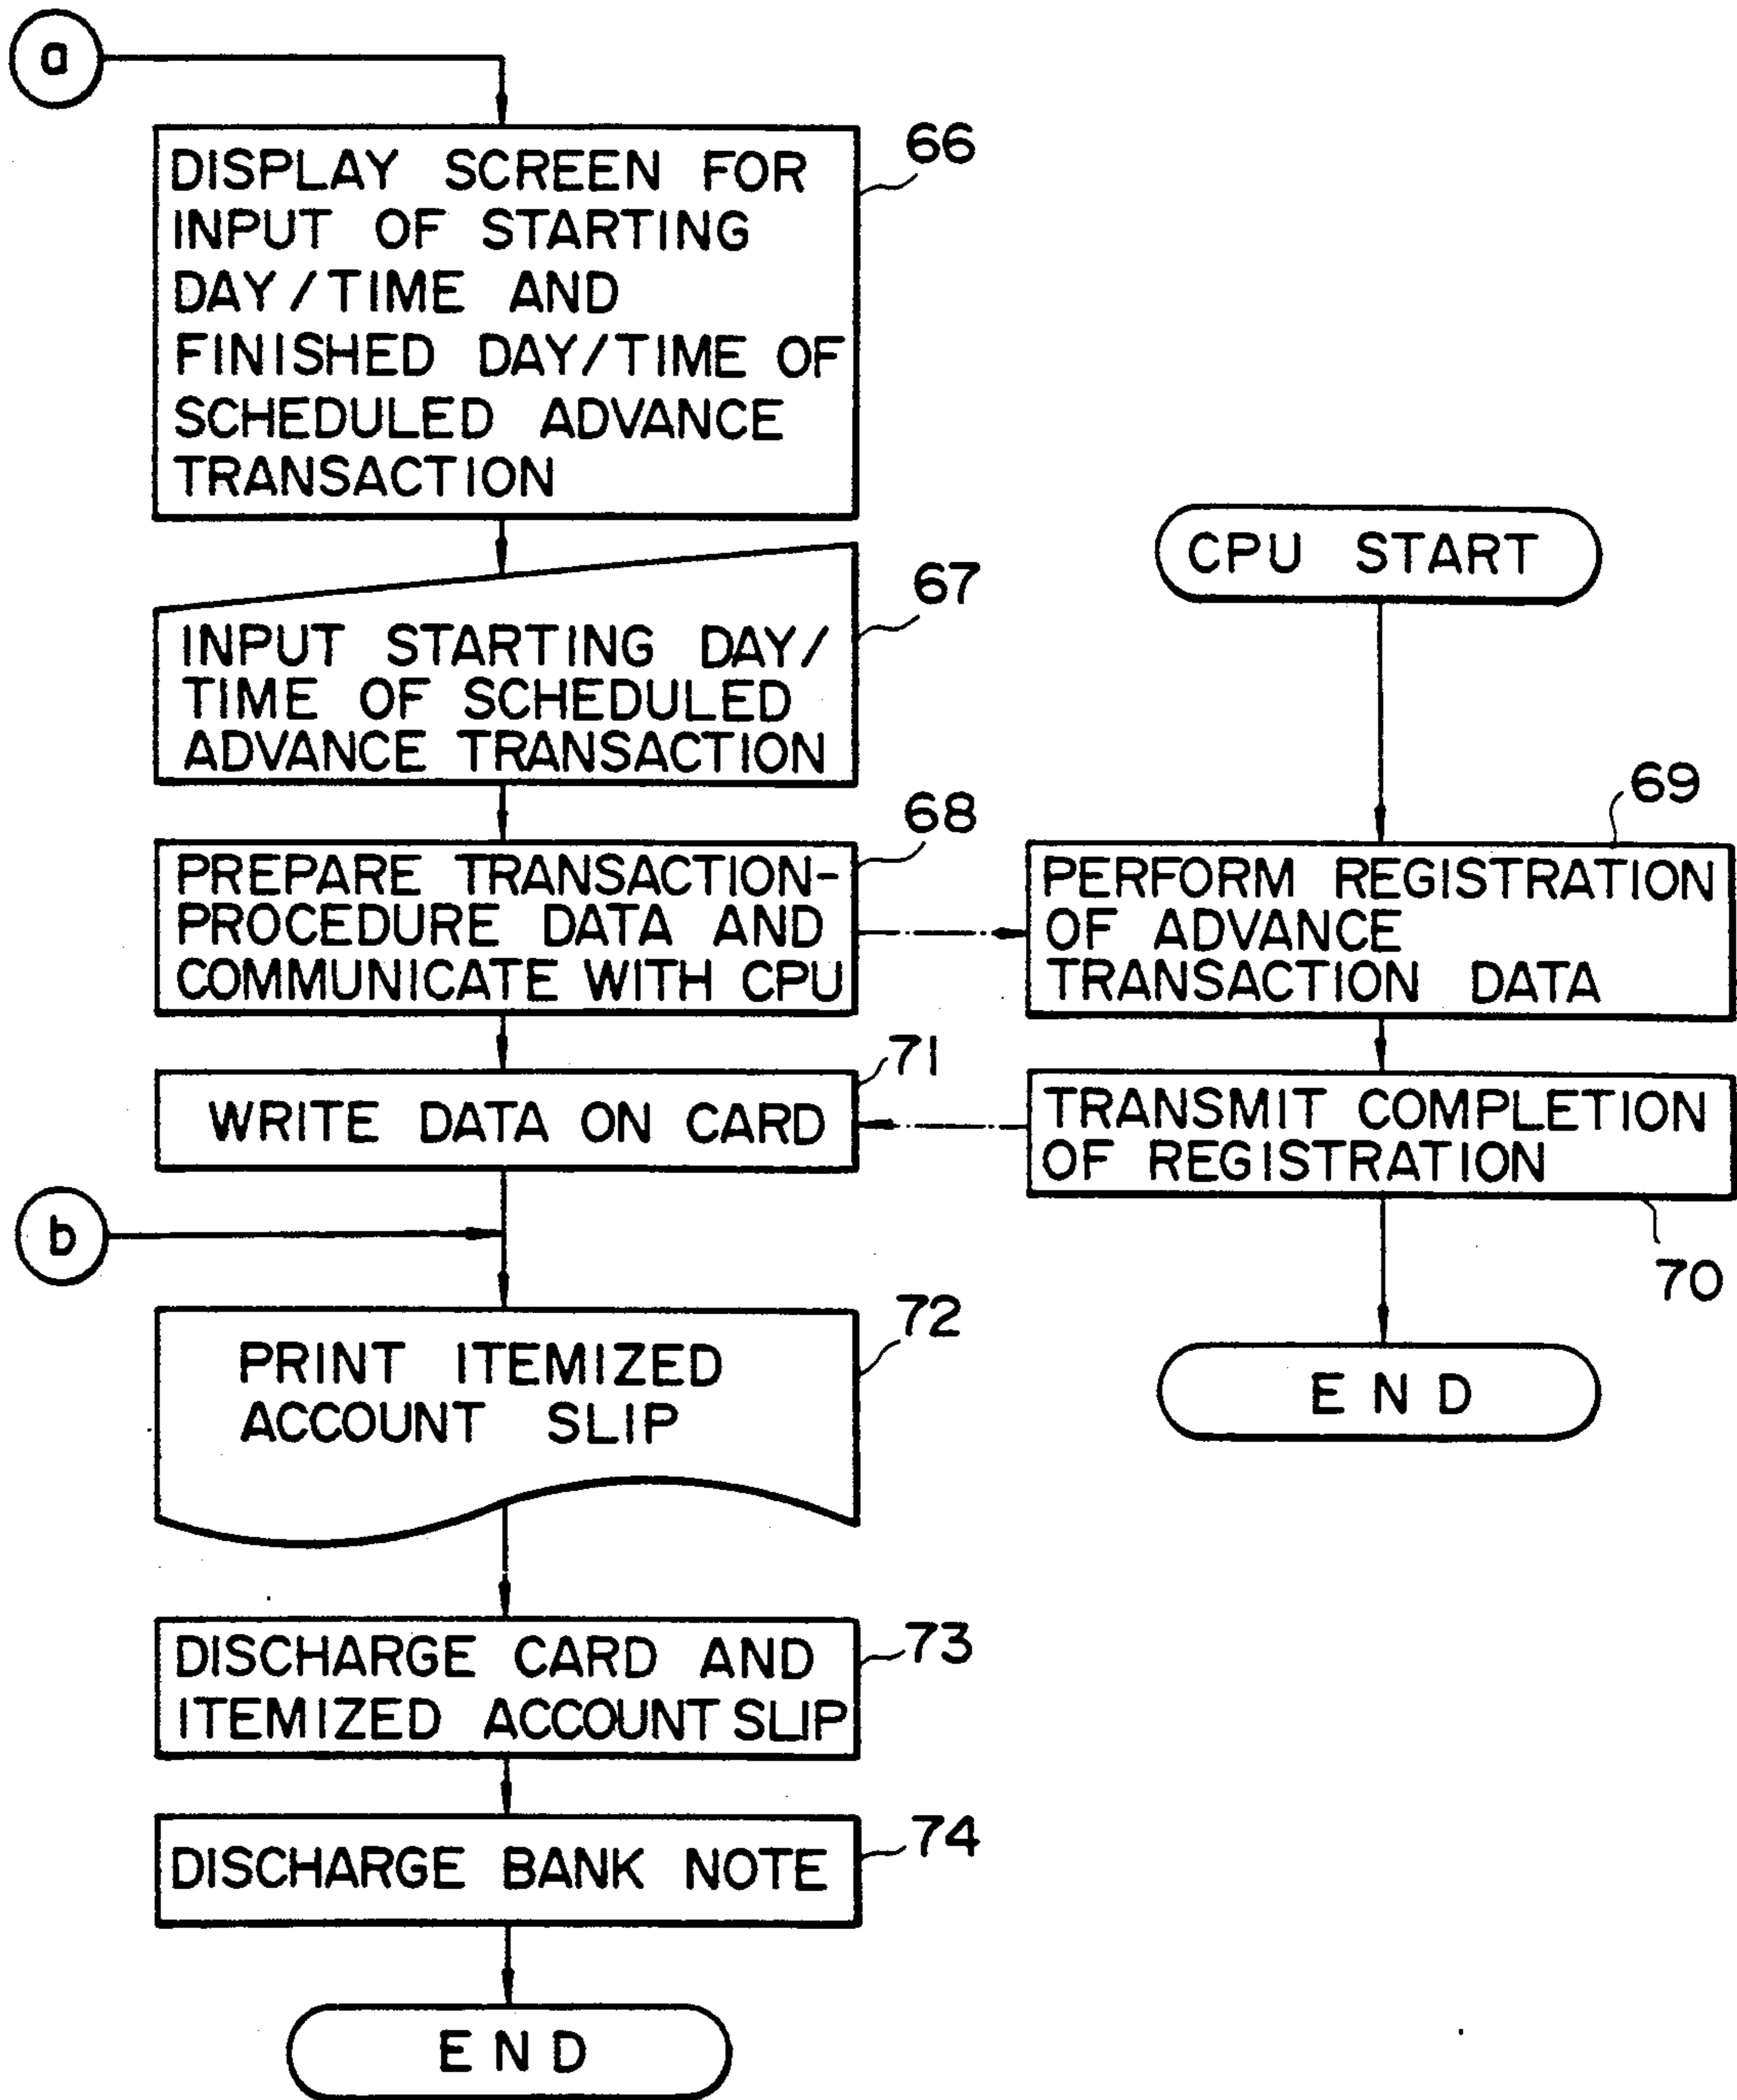 a
66
DISPLAY SCREEN FOR
INPUT OF STARTING
DAY/TIME AND
FINISHED DAY/TIME OF
SCHEDULED ADVANCE
TRANSACTION
67
INPUT STARTING DAY/
TIME OF SCHEDULED
ADVANCE TRANSACTION
68
PREPARE TRANSACTION-
PROCEDURE DATA AND
COMMUNICATE WITH CPU
CPU START
69
PERFORM REGISTRATION
OF ADVANCE
TRANSACTION DATA
TRANSMIT COMPLETION
OF REGISTRATION
70
END
71
WRITE DATA ON CARD
b
72
PRINT ITEMIZED
ACCOUNT SLIP
73
DISCHARGE CARD AND
ITEMIZED ACCOUNT SLIP
74
DISCHARGE BANK NOTE
END